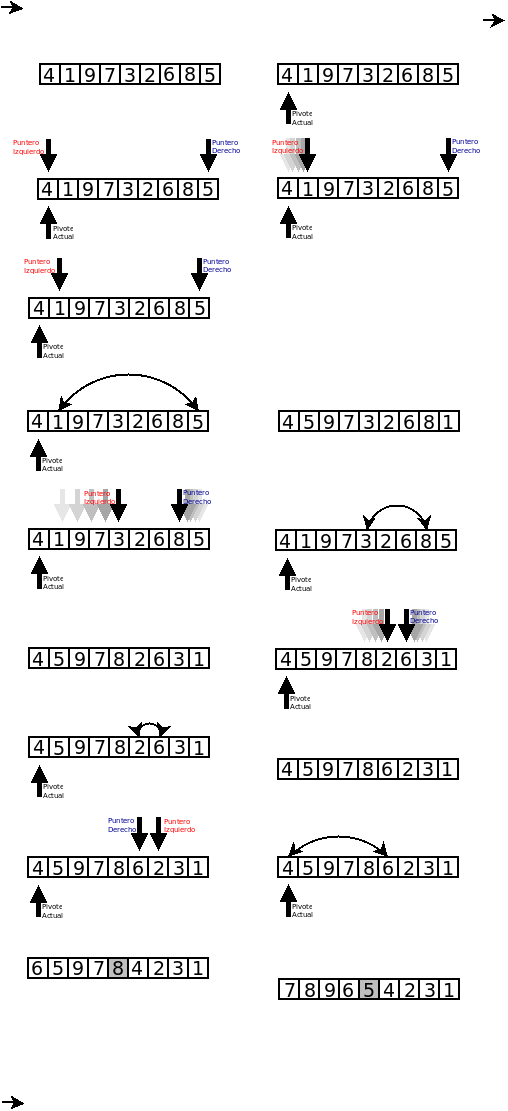 4 1 9 7 3 2 6 8 5
4 1 9 7 3 2 6 8 5
Pivote
Actual
Puntero
Izquierdo
Puntero
Derecho
4 1 9 7 3 2 6 8 5
Pivote
Actual
Puntero
Izquierdo
Puntero
Derecho
4 1 9 7 3 2 6 8 5
Pivote
Actual
Puntero
Izquierdo
Puntero
Derecho
4 1 9 7 3 2 6 8 5
Pivote
Actual
4 1 9 7 3 2 6 8 5
Pivote
Actual
4 5 9 7 3 2 6 8 1
Puntero
Izquierdo
Puntero
Derecho
4 1 9 7 3 2 6 8 5
Pivote
Actual
4 1 9 7 3 2 6 8 5
Pivote
Actual
4 5 9 7 8 2 6 3 1
Puntero
Izquierdo
Puntero
Derecho
4 5 9 7 8 2 6 3 1
Pivote
Actual
4 5 9 7 8 2 6 3 1
Pivote
Actual
4 5 9 7 8 6 2 3 1
Puntero
Derecho
Puntero
Izquierdo
4 5 9 7 8 6 2 3 1
Pivote
Actual
4 5 9 7 8 6 2 3 1
Pivote
Actual
6 5 9 7 8 4 2 3 1
7 8 9 6 5 4 2 3 1